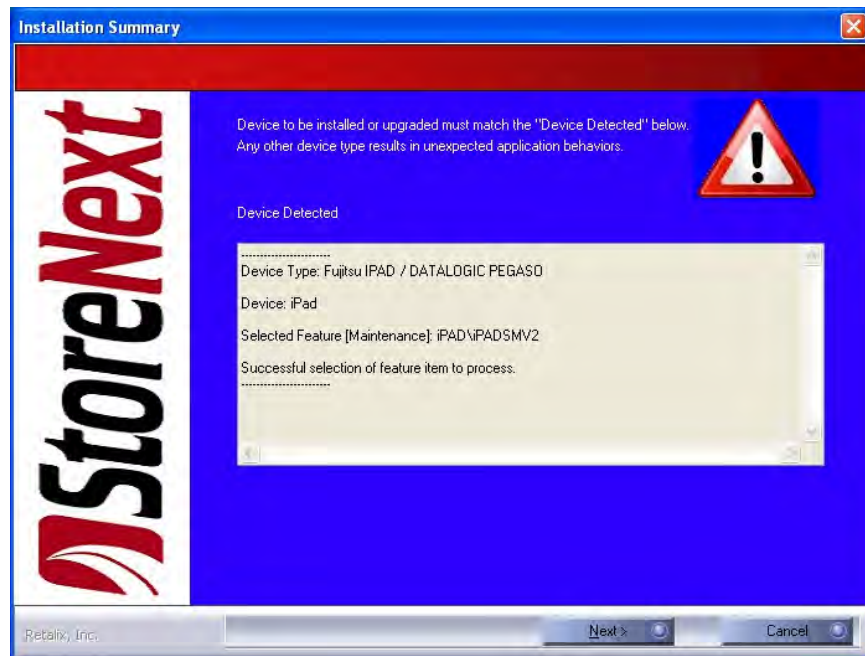 Installation Summary
StoreNext
Device to be installed or upgraded must match the "Device Detected" below.
Any other device type results in unexpected application behaviors.
Device Detected
------------------------
Device Type: Fujitsu IPAD / DATALOGIC PEGASO
Device: iPad
Selected Feature [Maintenance]: iPAD\iPADSMV2
Successful selection of feature item to process.
------------------------
Retalix, Inc.
Next >
Cancel